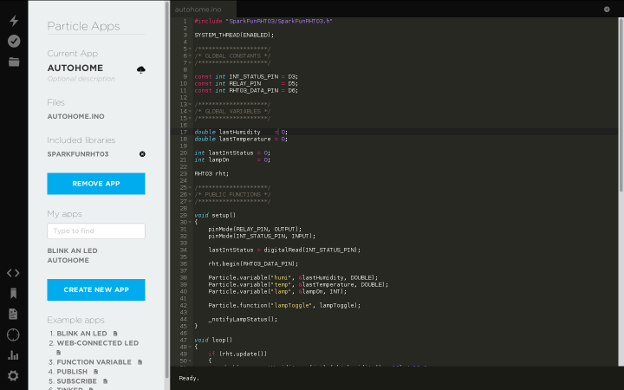 Particle Apps
Current App
AUTOHOME
Optional description
Files
AUTOHOME.INO
Included libraries
SPARKFUNRHT03
REMOVE APP
My apps
Type to find
BLINK AN LED
AUTOHOME
CREATE NEW APP
Example apps
1. BLINK AN LED
2. WEB-CONNECTED LED
3. FUNCTION VARIABLE
4. PUBLISH
5. SUBSCRIBE
6. TINKER
autohome.ino
1 #include "SparkFunRHT03/SparkFunRHT03.h"
2
3 SYSTEM_THREAD(ENABLED);
4
5 /********************/
6 /* GLOBAL CONSTANTS */
7 /********************/
8
9 const int INT_STATUS_PIN = D3;
10 const int RELAY_PIN = D5;
11 const int RHT03_DATA_PIN = D6;
12
13 /********************/
14 /* GLOBAL VARIABLES */
15 /********************/
16
17 double lastHumidity = 0;
18 double lastTemperature = 0;
19
20 int lastIntStatus = 0;
21 int lampOn = 0;
22
23 RHT03 rht;
24
25 /********************/
26 /* PUBLIC FUNCTIONS */
27 /********************/
28
29 void setup()
30 {
31 pinMode(RELAY_PIN, OUTPUT);
32 pinMode(INT_STATUS_PIN, INPUT);
33
34 lastIntStatus = digitalRead(INT_STATUS_PIN);
35
36 rht.begin(RHT03_DATA_PIN);
37
38 Particle.variable("humi", &lastHumidity, DOUBLE);
39 Particle.variable("temp", &lastTemperature, DOUBLE);
40 Particle.variable("lamp", &lampOn, INT);
41
42 Particle.function("lampToggle", lampToggle);
43
44 _notifyLampStatus();
45 }
46
47 void loop()
48 {
49 if (rht.update())
50 {
Ready.